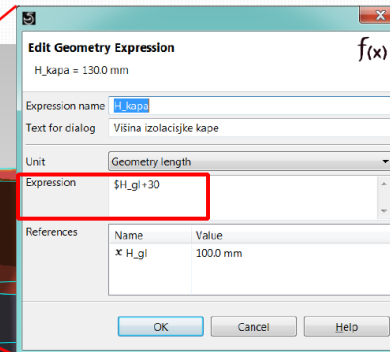 Edit Geometry Expression
f(x)
H_kapa = 130.0 mm
Expression name H_kapa
Text for dialog Višina izolacisjke kape
Unit Geometry length
Expression $H_gl+30
References Name Value
x H_gl 100.0 mm
OK Cancel Help